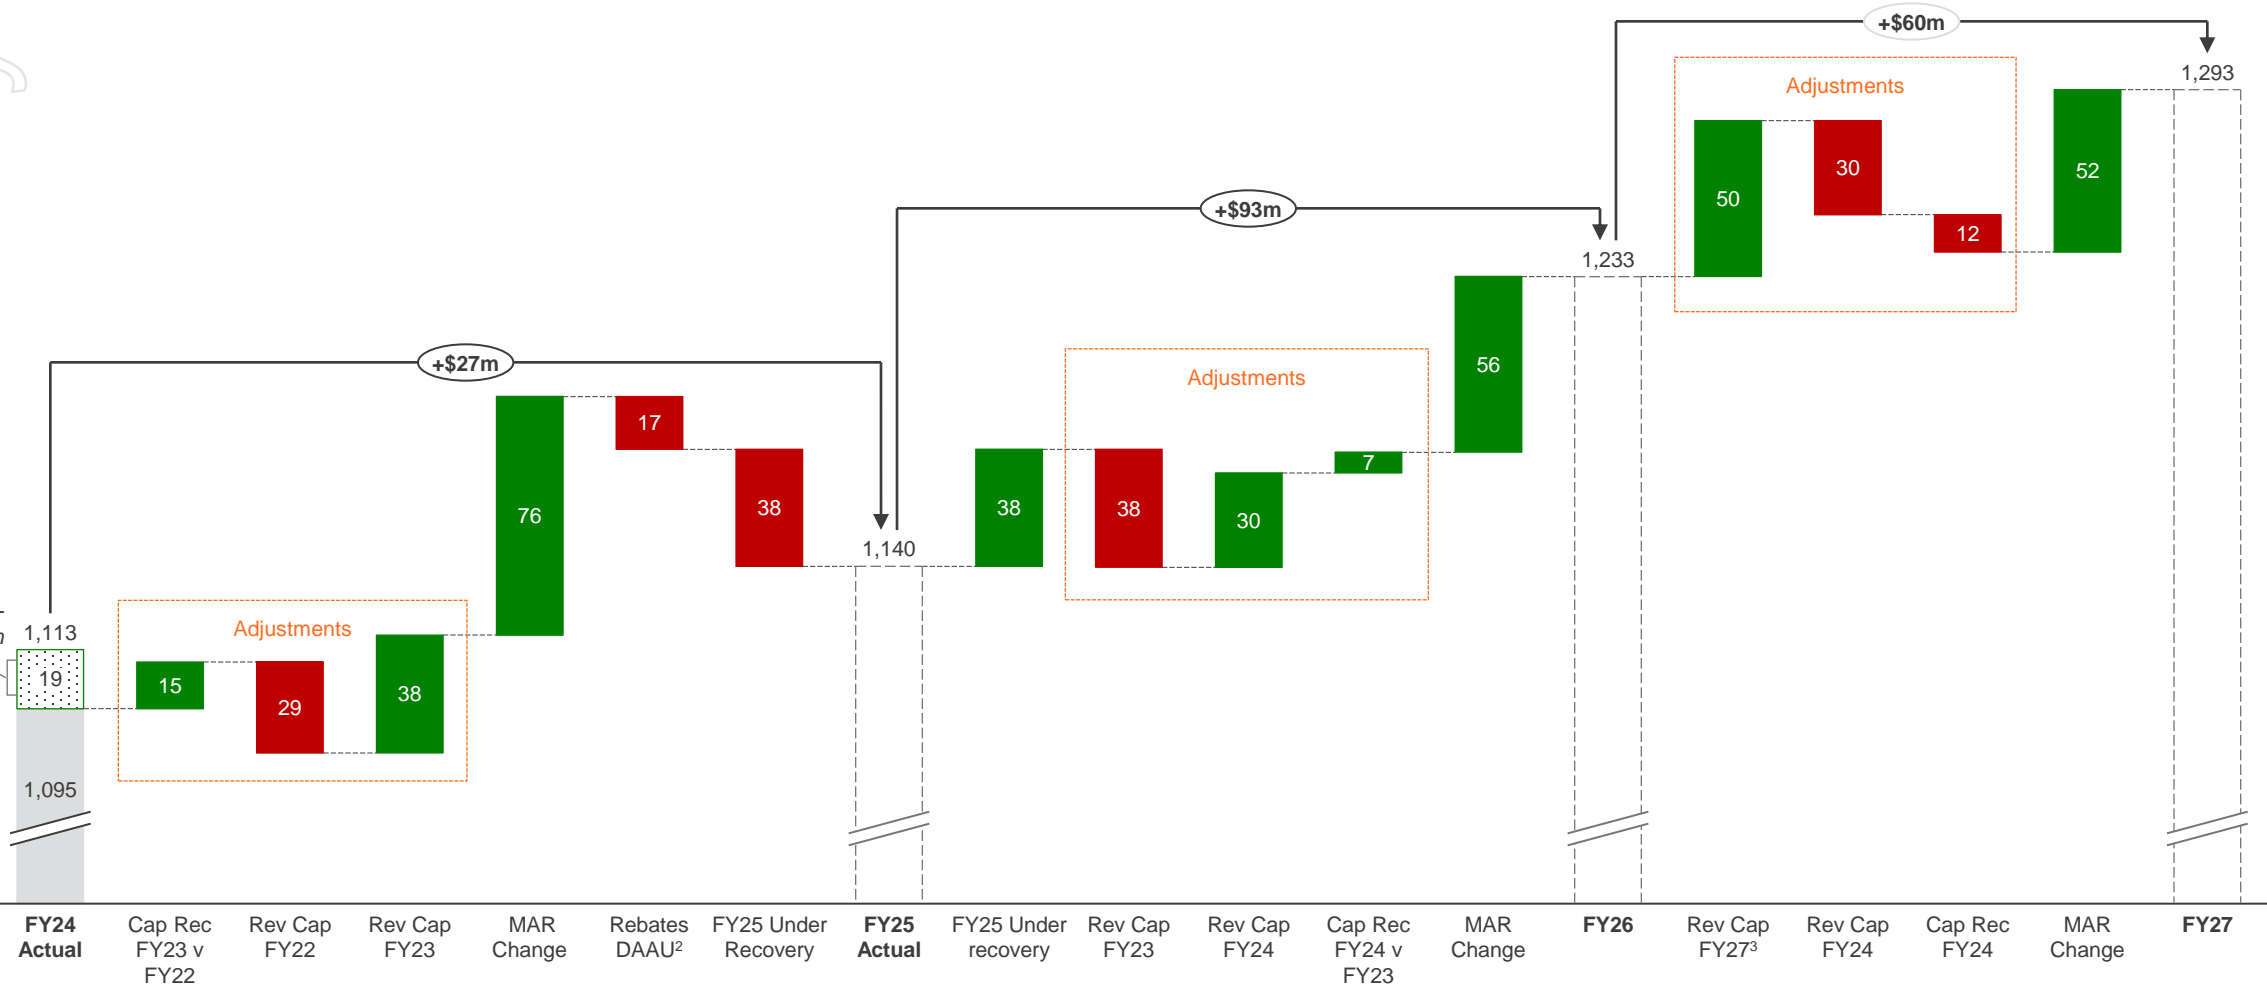 +$60m
1,293
Adjustments
50
30
12
52
+$93m
1,233
+$27m
Adjustments
56
17
38
38
38
30
7
76
1,140
1,113
19
1,095
Adjustments
15
29
38
FY24
Actual
Cap Rec
FY23 v
FY22
Rev Cap
FY22
Rev Cap
FY23
MAR
Change
Rebates
DAAU²
FY25 Under
Recovery
FY25
Actual
FY25 Under
recovery
Rev Cap
FY23
Rev Cap
FY24
Cap Rec
FY24 v
FY23
MAR
Change
FY26
Rev Cap
FY27³
Rev Cap
FY24
Cap Rec
FY24
MAR
Change
FY27